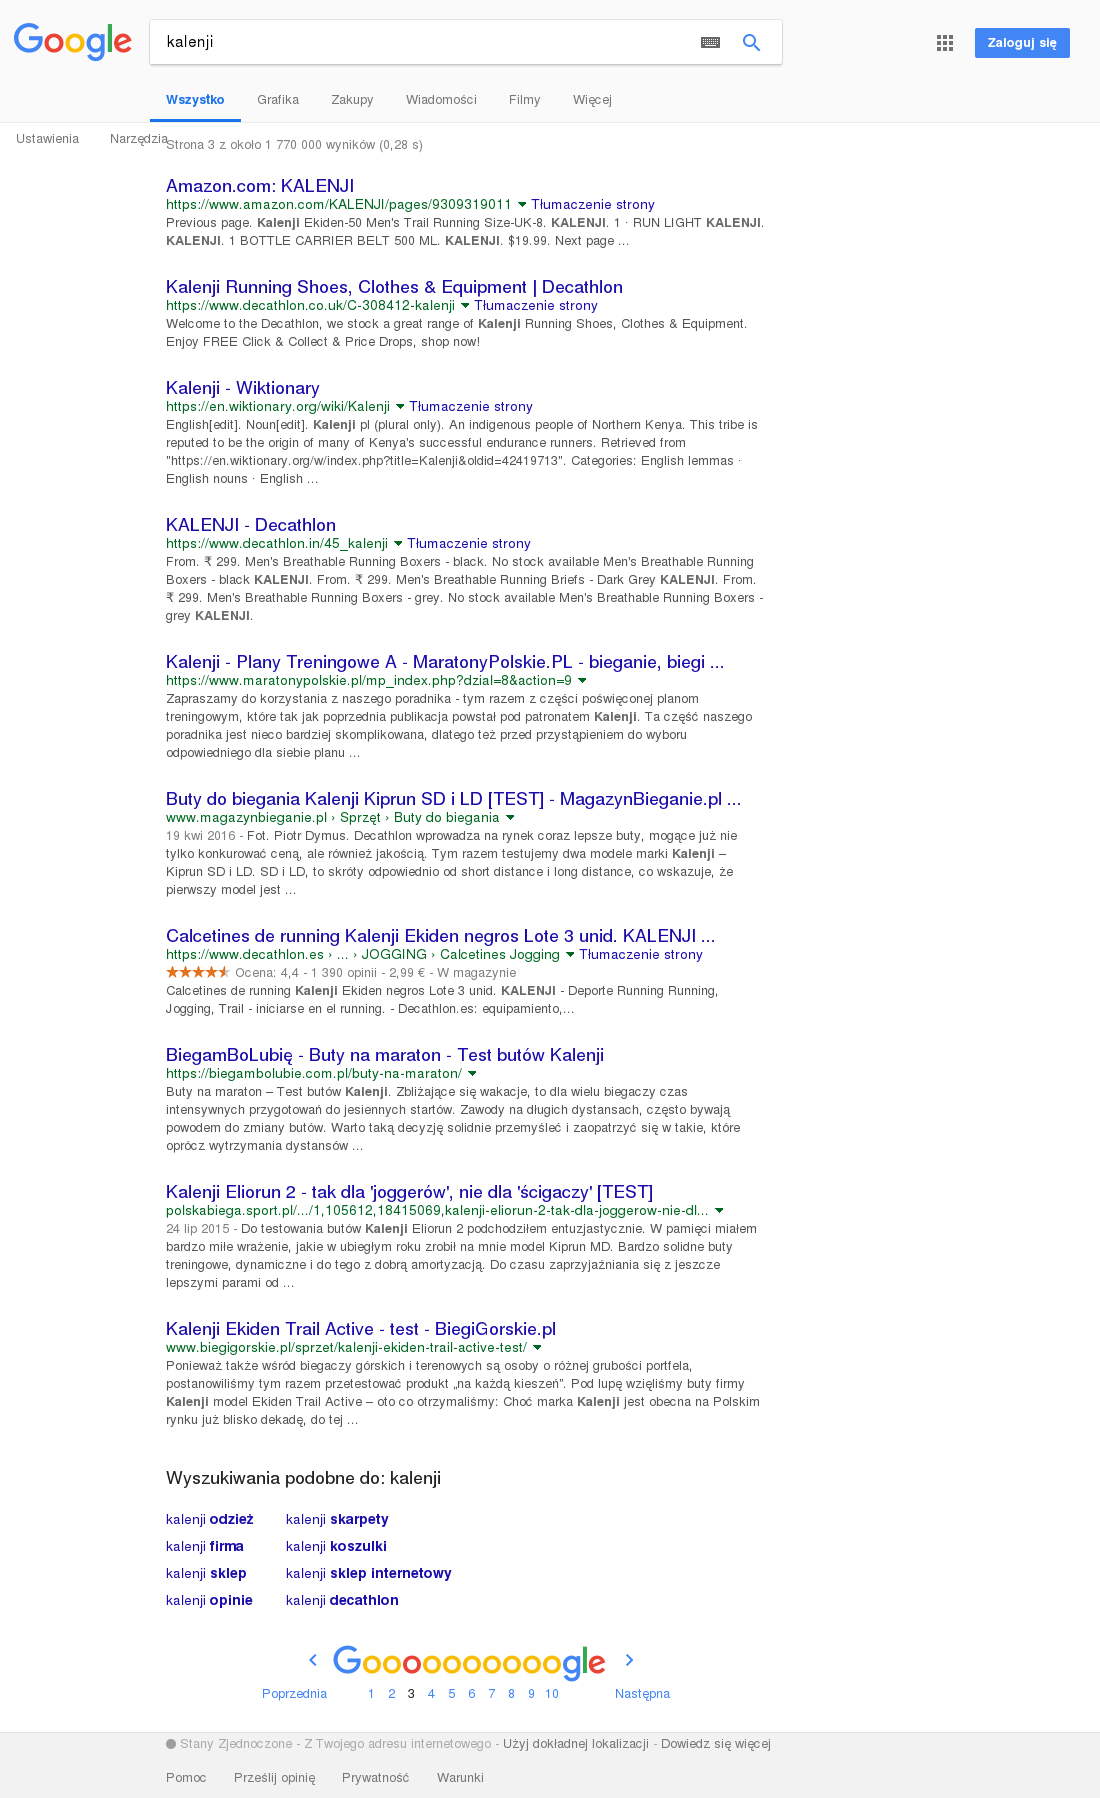 Google
kalenji
Zaloguj się
Wszystko Grafika Zakupy Wiadomości Filmy Więcej
Ustawienia Narzędzia
Strona 3 z około 1 770 000 wyników (0,28 s)
Amazon.com: KALENJI
https://www.amazon.com/KALENJI/pages/9309319011 Tłumaczenie strony
Previous page. Kalenji Ekiden-50 Men's Trail Running Size-UK-8. KALENJI. 1 · RUN LIGHT KALENJI.
KALENJI. 1 BOTTLE CARRIER BELT 500 ML. KALENJI. $19.99. Next page ...
Kalenji Running Shoes, Clothes & Equipment | Decathlon
https://www.decathlon.co.uk/C-308412-kalenji Tłumaczenie strony
Welcome to the Decathlon, we stock a great range of Kalenji Running Shoes, Clothes & Equipment.
Enjoy FREE Click & Collect & Price Drops, shop now!
Kalenji - Wiktionary
https://en.wiktionary.org/wiki/Kalenji Tłumaczenie strony
English[edit]. Noun[edit]. Kalenji pl (plural only). An indigenous people of Northern Kenya. This tribe is
reputed to be the origin of many of Kenya's successful endurance runners. Retrieved from
"https://en.wiktionary.org/w/index.php?title=Kalenji&oldid=42419713". Categories: English lemmas ·
English nouns · English ...
KALENJI - Decathlon
https://www.decathlon.in/45_kalenji Tłumaczenie strony
From. ₹ 299. Men's Breathable Running Boxers - black. No stock available Men's Breathable Running
Boxers - black KALENJI. From. ₹ 299. Men's Breathable Running Briefs - Dark Grey KALENJI. From.
₹ 299. Men's Breathable Running Boxers - grey. No stock available Men's Breathable Running Boxers -
grey KALENJI.
Kalenji - Plany Treningowe A - MaratonyPolskie.PL - bieganie, biegi ...
https://www.maratonypolskie.pl/mp_index.php?dzial=8&action=9
Zapraszamy do korzystania z naszego poradnika - tym razem z części poświęconej planom
treningowym, które tak jak poprzednia publikacja powstał pod patronatem Kalenji. Ta część naszego
poradnika jest nieco bardziej skomplikowana, dlatego też przed przystąpieniem do wyboru
odpowiedniego dla siebie planu ...
Buty do biegania Kalenji Kiprun SD i LD [TEST] - MagazynBieganie.pl ...
www.magazynbieganie.pl › Sprzęt › Buty do biegania
19 kwi 2016 - Fot. Piotr Dymus. Decathlon wprowadza na rynek coraz lepsze buty, mogące już nie
tylko konkurować ceną, ale również jakością. Tym razem testujemy dwa modele marki Kalenji –
Kiprun SD i LD. SD i LD, to skróty odpowiednio od short distance i long distance, co wskazuje, że
pierwszy model jest ...
Calcetines de running Kalenji Ekiden negros Lote 3 unid. KALENJI ...
https://www.decathlon.es › ... › JOGGING › Calcetines Jogging Tłumaczenie strony
Ocena: 4,4 - 1 390 opinii - 2,99 € - W magazynie
Calcetines de running Kalenji Ekiden negros Lote 3 unid. KALENJI - Deporte Running Running,
Jogging, Trail - iniciarse en el running. - Decathlon.es: equipamiento,...
BiegamBoLubię - Buty na maraton - Test butów Kalenji
https://biegambolubie.com.pl/buty-na-maraton/
Buty na maraton – Test butów Kalenji. Zbliżające się wakacje, to dla wielu biegaczy czas
intensywnych przygotowań do jesiennych startów. Zawody na długich dystansach, często bywają
powodem do zmiany butów. Warto taką decyzję solidnie przemyśleć i zaopatrzyć się w takie, które
oprócz wytrzymania dystansów ...
Kalenji Eliorun 2 - tak dla 'joggerów', nie dla 'ścigaczy' [TEST]
polskabiega.sport.pl/.../1,105612,18415069,kalenji-eliorun-2-tak-dla-joggerow-nie-dl...
24 lip 2015 - Do testowania butów Kalenji Eliorun 2 podchodziłem entuzjastycznie. W pamięci miałem
bardzo miłe wrażenie, jakie w ubiegłym roku zrobił na mnie model Kiprun MD. Bardzo solidne buty
treningowe, dynamiczne i do tego z dobrą amortyzacją. Do czasu zaprzyjaźniania się z jeszcze
lepszymi parami od ...
Kalenji Ekiden Trail Active - test - BiegiGorskie.pl
www.biegigorskie.pl/sprzet/kalenji-ekiden-trail-active-test/
Ponieważ także wśród biegaczy górskich i terenowych są osoby o różnej grubości portfela,
postanowiliśmy tym razem przetestować produkt „na każdą kieszeń”. Pod lupę wzięliśmy buty firmy
Kalenji model Ekiden Trail Active – oto co otrzymaliśmy: Choć marka Kalenji jest obecna na Polskim
rynku już blisko dekadę, do tej ...
Wyszukiwania podobne do: kalenji
kalenji odzież kalenji skarpety
kalenji firma kalenji koszulki
kalenji sklep kalenji sklep internetowy
kalenji opinie kalenji decathlon
Goooooooooogle
Poprzednia 1 2 3 4 5 6 7 8 9 10 Następna
Stany Zjednoczone - Z Twojego adresu internetowego - Użyj dokładnej lokalizacji - Dowiedz się więcej
Pomoc Prześlij opinię Prywatność Warunki